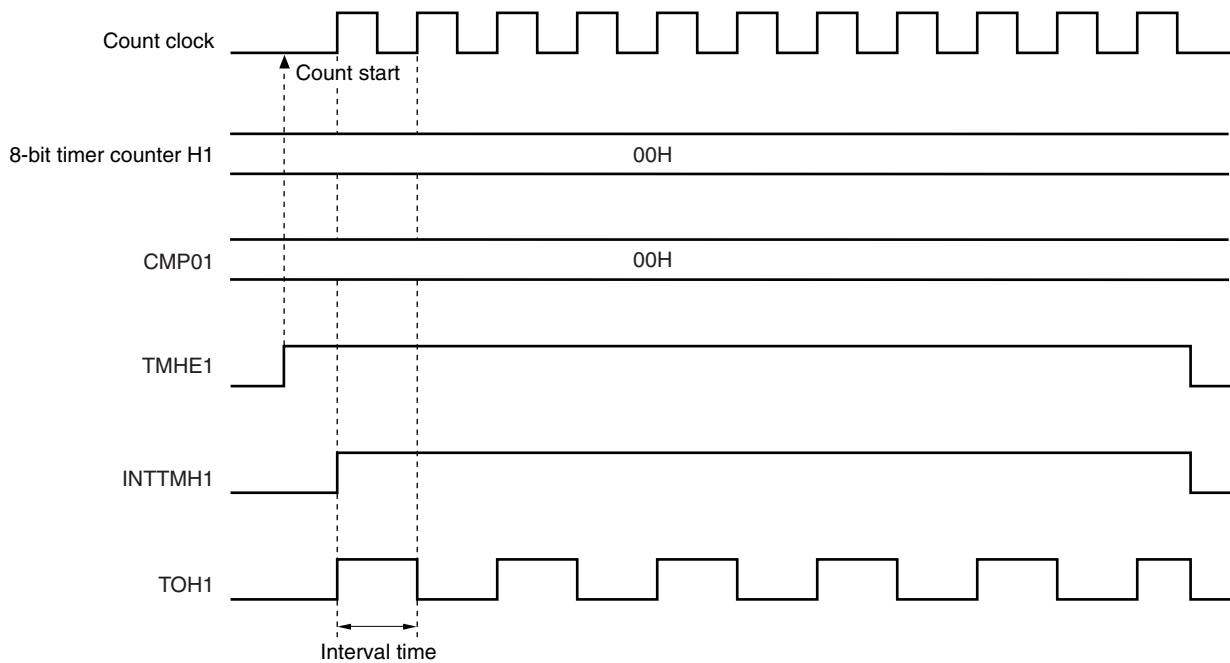 Count clock
Count start
8-bit timer counter H1
00H
CMP01
00H
TMHE1
INTTMH1
TOH1
Interval time